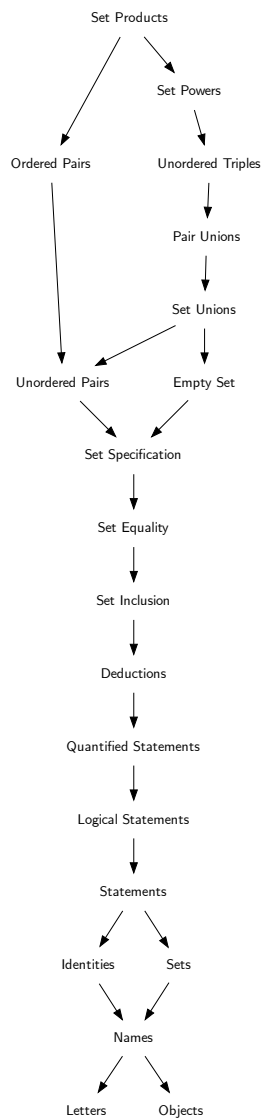 Set Products
Set Powers
Ordered Pairs
Unordered Triples
Pair Unions
Set Unions
Unordered Pairs
Empty Set
Set Specification
Set Equality
Set Inclusion
Deductions
Quantified Statements
Logical Statements
Statements
Identities
Sets
Names
Letters
Objects